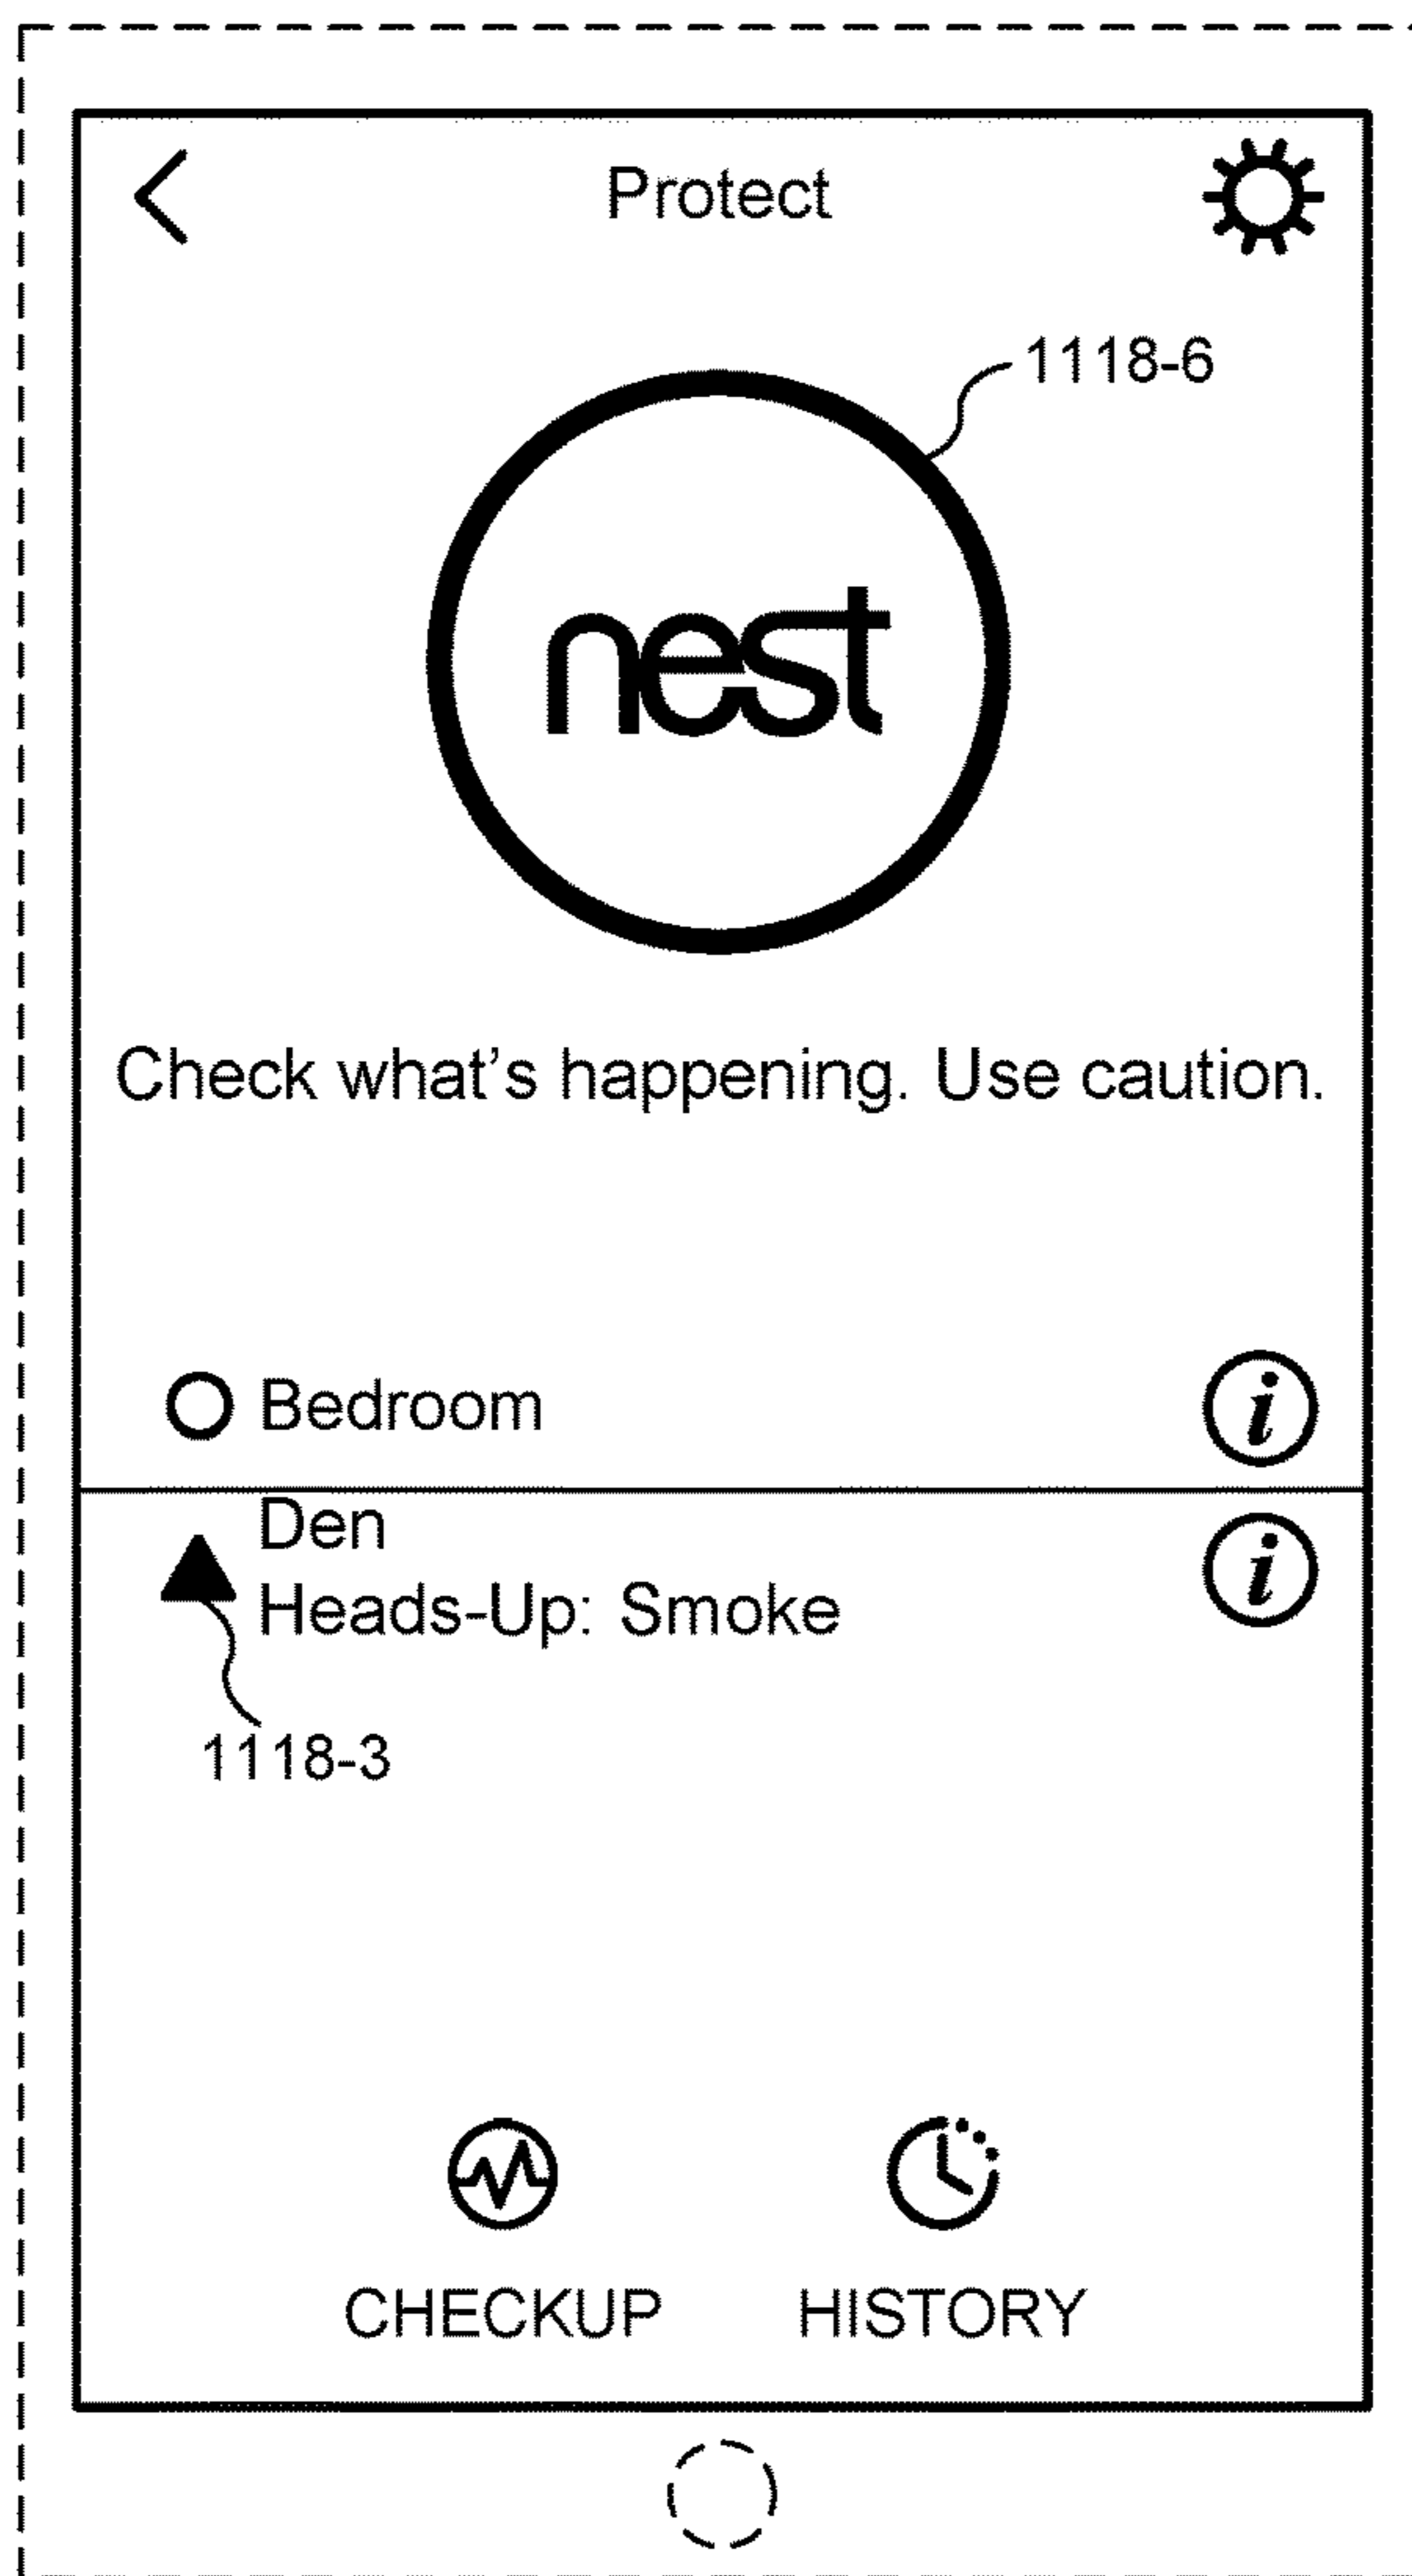 Protect
1118-6
nest
Check what's happening. Use caution.
Bedroom
i
Den
i
Heads-Up: Smoke
1118-3
CHECKUP HISTORY